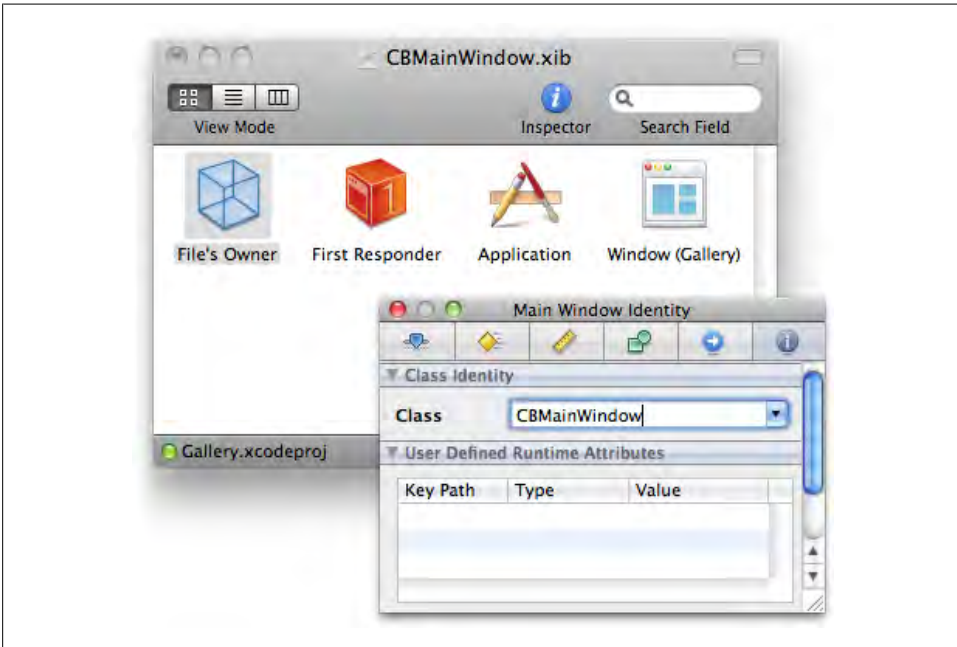 CBMainWindow.xib
View Mode
Inspector
Search Field
File's Owner
First Responder
Application
Window (Gallery)
Gallery.xcodeproj
Main Window Identity
Class Identity
Class
CBMainWindow
User Defined Runtime Attributes
Key Path
Type
Value